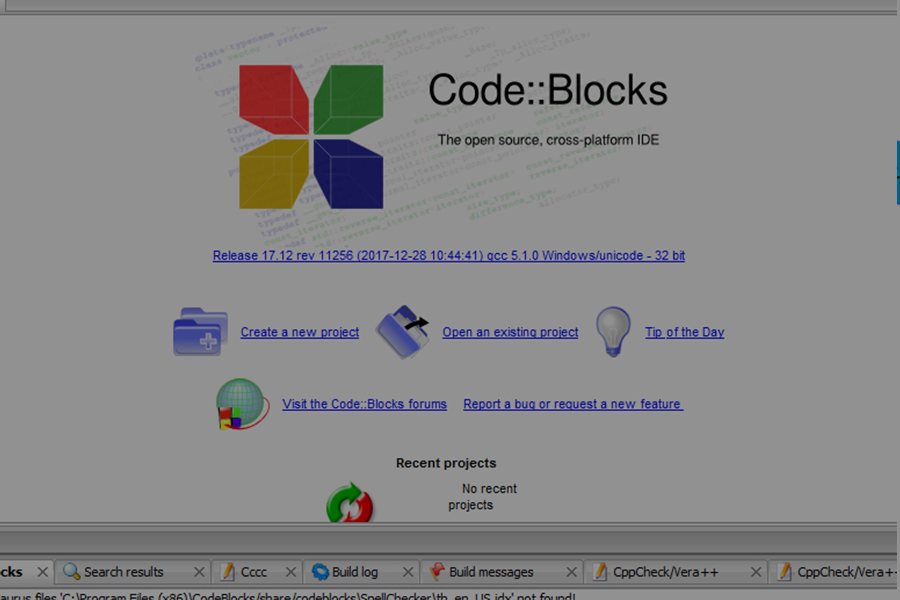 Code::Blocks
The open source, cross-platform IDE
Release 17.12 rev 11256 (2017-12-28 10:44:41) gcc 5.1.0 Windows/unicode - 32 bit
Create a new project
Open an existing project
Tip of the Day
Visit the Code::Blocks forums
Report a bug or request a new feature
Recent projects
No recent
projects
cks
Search results
Cccc
Build log
Build messages
CppCheck/Vera++
CppCheck/Vera+
aurus files 'C:\Program Files (x86)\CodeBlocks/share/codeblocks\SpellChecker\th_en_US.idx' not found!